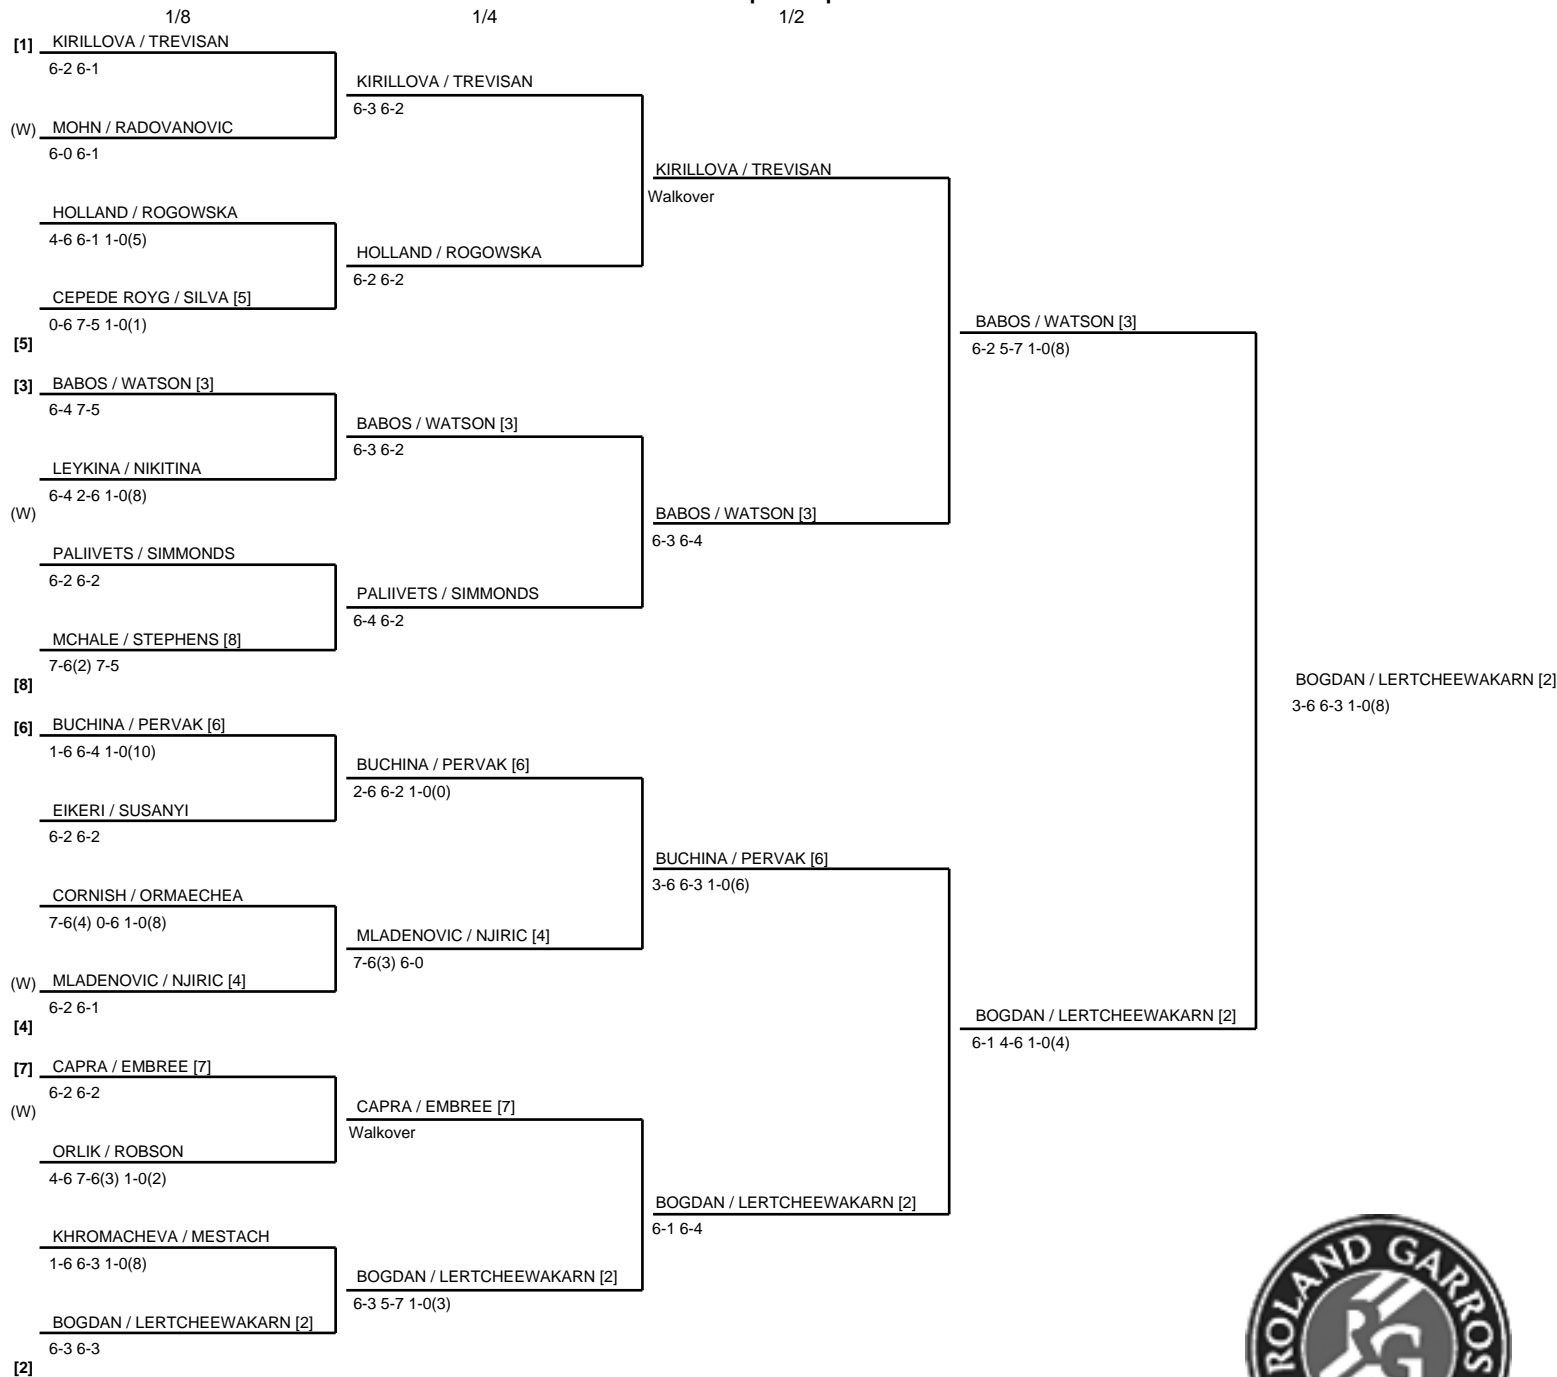 1/8
1/4
1/2
[1] KIRILLOVA / TREVISAN
6-2 6-1
(W) MOHN / RADOVANOVIC
6-0 6-1
HOLLAND / ROGOWSKA
4-6 6-1 1-0(5)
CEPEDE ROYG / SILVA [5]
0-6 7-5 1-0(1)
[5]
[3] BABOS / WATSON [3]
6-4 7-5
LEYKINA / NIKITINA
6-4 2-6 1-0(8)
(W)
PALIIVETS / SIMMONDS
6-2 6-2
MCHALE / STEPHENS [8]
7-6(2) 7-5
[8]
[6] BUCHINA / PERVAK [6]
1-6 6-4 1-0(10)
EIKERI / SUSANYI
6-2 6-2
CORNISH / ORMAECHEA
7-6(4) 0-6 1-0(8)
(W) MLADENOVIC / NJIRIC [4]
6-2 6-1
[4]
[7] CAPRA / EMBREE [7]
6-2 6-2
(W)
ORLIK / ROBSON
4-6 7-6(3) 1-0(2)
KHROMACHEVA / MESTACH
1-6 6-3 1-0(8)
BOGDAN / LERTCHEEWAKARN [2]
6-3 6-3
[2]
KIRILLOVA / TREVISAN
6-3 6-2
HOLLAND / ROGOWSKA
6-2 6-2
BABOS / WATSON [3]
6-3 6-2
PALIIVETS / SIMMONDS
6-4 6-2
BUCHINA / PERVAK [6]
2-6 6-2 1-0(0)
MLADENOVIC / NJIRIC [4]
7-6(3) 6-0
CAPRA / EMBREE [7]
Walkover
BOGDAN / LERTCHEEWAKARN [2]
6-3 5-7 1-0(3)
KIRILLOVA / TREVISAN
Walkover
BABOS / WATSON [3]
6-3 6-4
BUCHINA / PERVAK [6]
3-6 6-3 1-0(6)
BOGDAN / LERTCHEEWAKARN [2]
6-1 6-4
BABOS / WATSON [3]
6-2 5-7 1-0(8)
BOGDAN / LERTCHEEWAKARN [2]
6-1 4-6 1-0(4)
BOGDAN / LERTCHEEWAKARN [2]
3-6 6-3 1-0(8)
ROLAND GARROS
RG